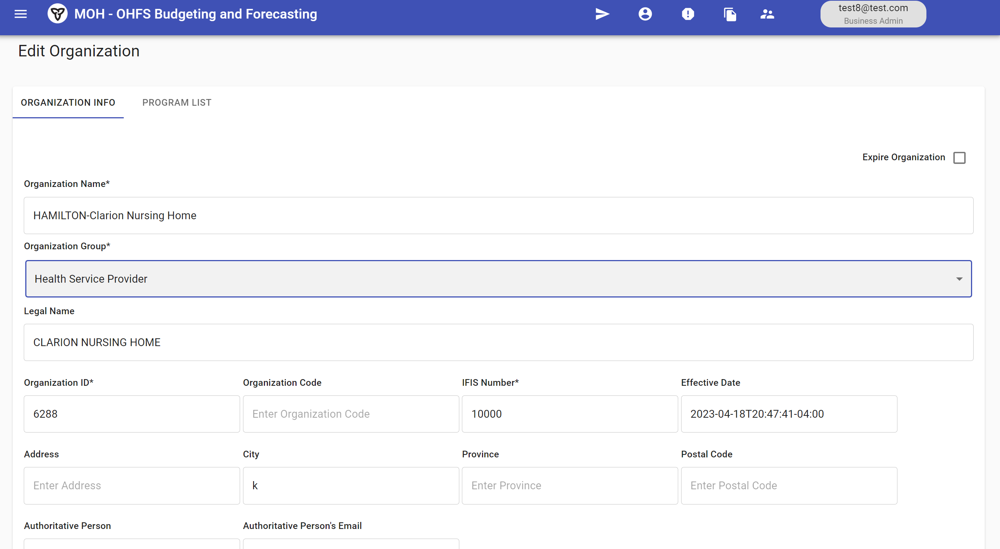 MOH - OHFS Budgeting and Forecasting
test8@test.com
Business Admin
Edit Organization
ORGANIZATION INFO PROGRAM LIST
Expire Organization
Organization Name*
HAMILTON-Clarion Nursing Home
Organization Group*
Health Service Provider
Legal Name
CLARION NURSING HOME
Organization ID* Organization Code IFIS Number* Effective Date
6288 Enter Organization Code 10000 2023-04-18T20:47:41-04:00
Address City Province Postal Code
Enter Address k Enter Province Enter Postal Code
Authoritative Person Authoritative Person's Email